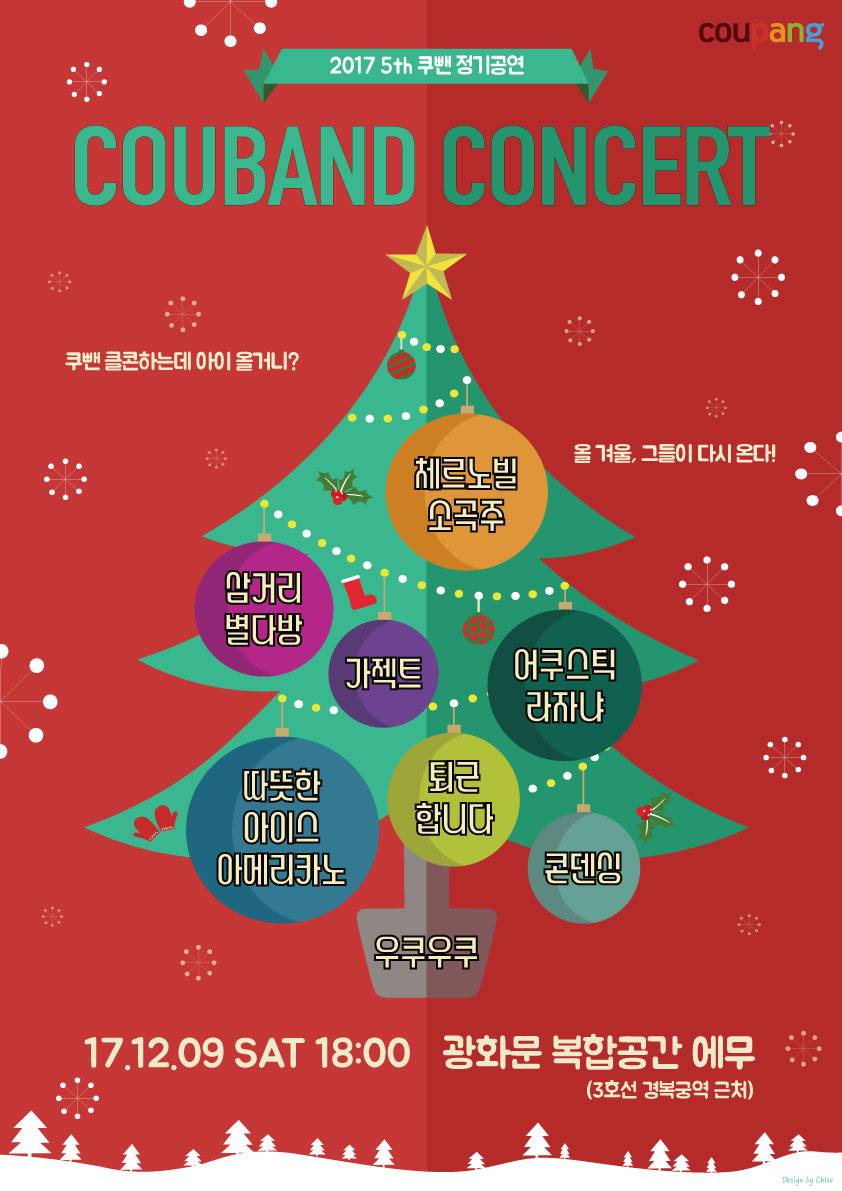 coupang
2017 5th 쿠밴 정기공연
COUBAND CONCERT
쿠밴 클콘하는데 아이 올거니?
올 겨울, 그들이 다시 온다!
체르노빌
소곡주
삼거리
별다방
가젝트
어쿠스틱
라자냐
따뜻한
아이스
아메리카노
퇴근
합니다
콘덴싱
우쿠우쿠
17.12.09 SAT 18:00
광화문 복합공간 에무
(3호선 경복궁역 근처)
Design by Chloe